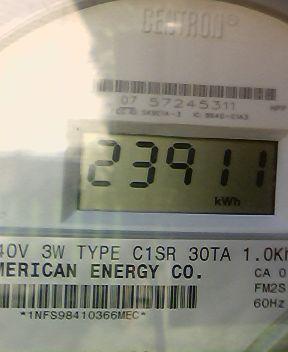 CENTRON®
07 57245311
23911
kWh
40V 3W TYPE C1SR 30TA 1.0Kh
MERICAN ENERGY CO.
CA 0
FM2S
60Hz
*1NFS98410366MEC*